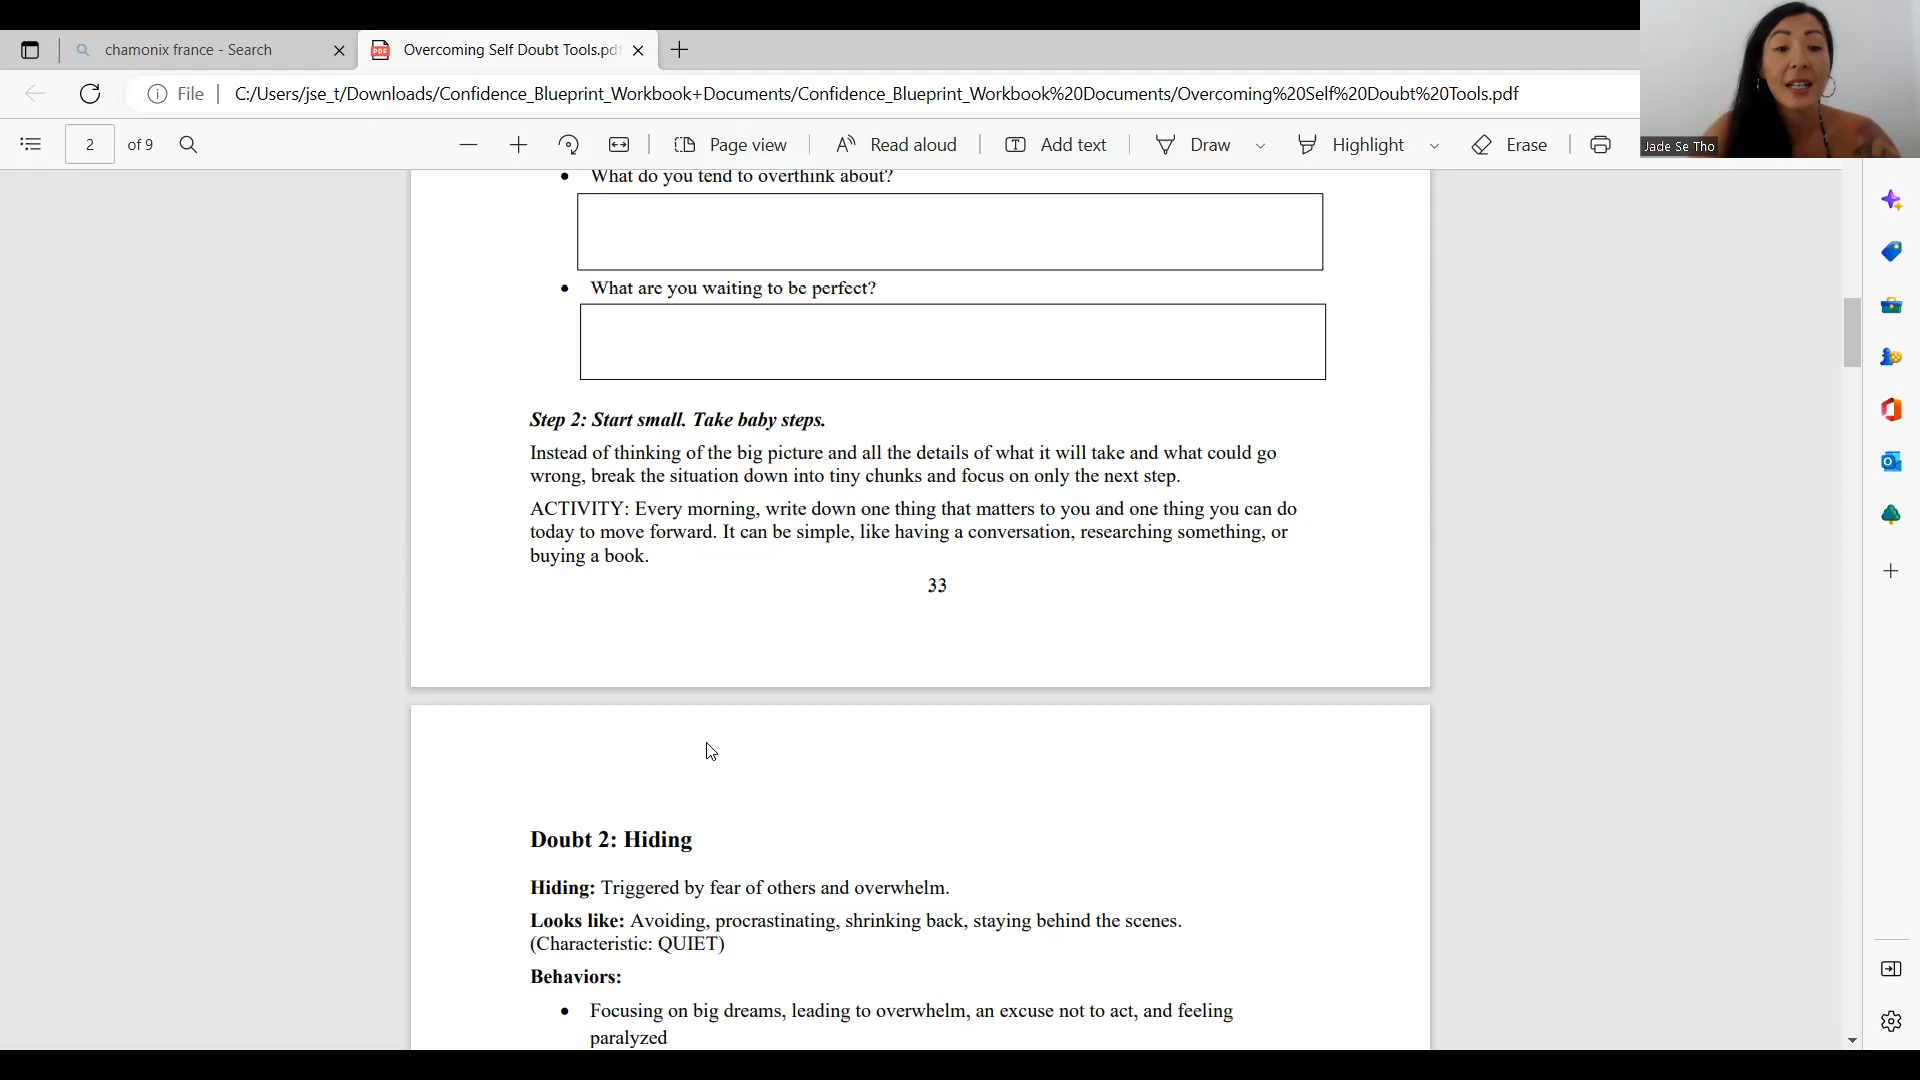 chamonix france - Search
Overcoming Self Doubt Tools.pdf
File
C:/Users/jse_t/Downloads/Confidence_Blueprint_Workbook+Documents/Confidence_Blueprint_Workbook%20Documents/Overcoming%20Self%20Doubt%20Tools.pdf
2 of 9
Page view
Read aloud
Add text
Draw
Highlight
Erase
Jade Se Tho
• What do you tend to overthink about?
• What are you waiting to be perfect?
Step 2: Start small. Take baby steps.
Instead of thinking of the big picture and all the details of what it will take and what could go
wrong, break the situation down into tiny chunks and focus on only the next step.
ACTIVITY: Every morning, write down one thing that matters to you and one thing you can do
today to move forward. It can be simple, like having a conversation, researching something, or
buying a book.
33
Doubt 2: Hiding
Hiding: Triggered by fear of others and overwhelm.
Looks like: Avoiding, procrastinating, shrinking back, staying behind the scenes.
(Characteristic: QUIET)
Behaviors:
• Focusing on big dreams, leading to overwhelm, an excuse not to act, and feeling
paralyzed